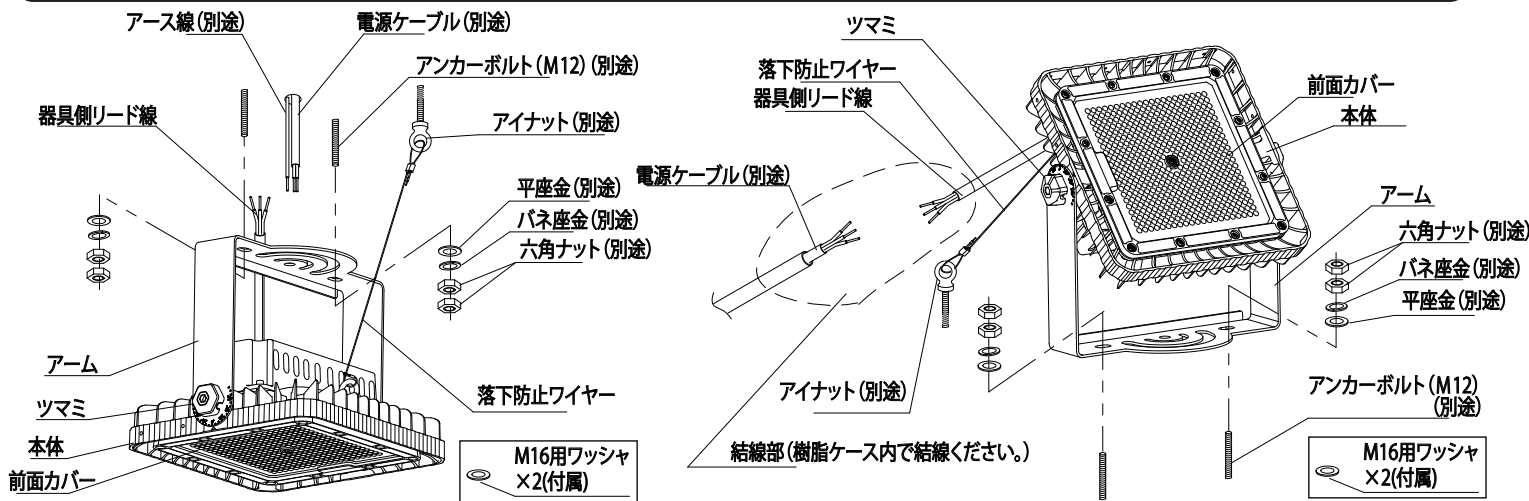 アース線(別途)
電源ケーブル(別途)
アンカーボルト(M12)(別途)
器具側リード線
アイナット(別途)
平座金(別途)
バネ座金(別途)
六角ナット(別途)
アーム
ツマミ
本体
前面カバー
落下防止ワイヤー
M16用ワッシャ
×2(付属)
ツマミ
落下防止ワイヤー
器具側リード線
前面カバー
本体
電源ケーブル(別途)
アーム
六角ナット(別途)
バネ座金(別途)
平座金(別途)
アイナット(別途)
アンカーボルト(M12)
(別途)
結線部(樹脂ケース内で結線ください。)
M16用ワッシャ
×2(付属)